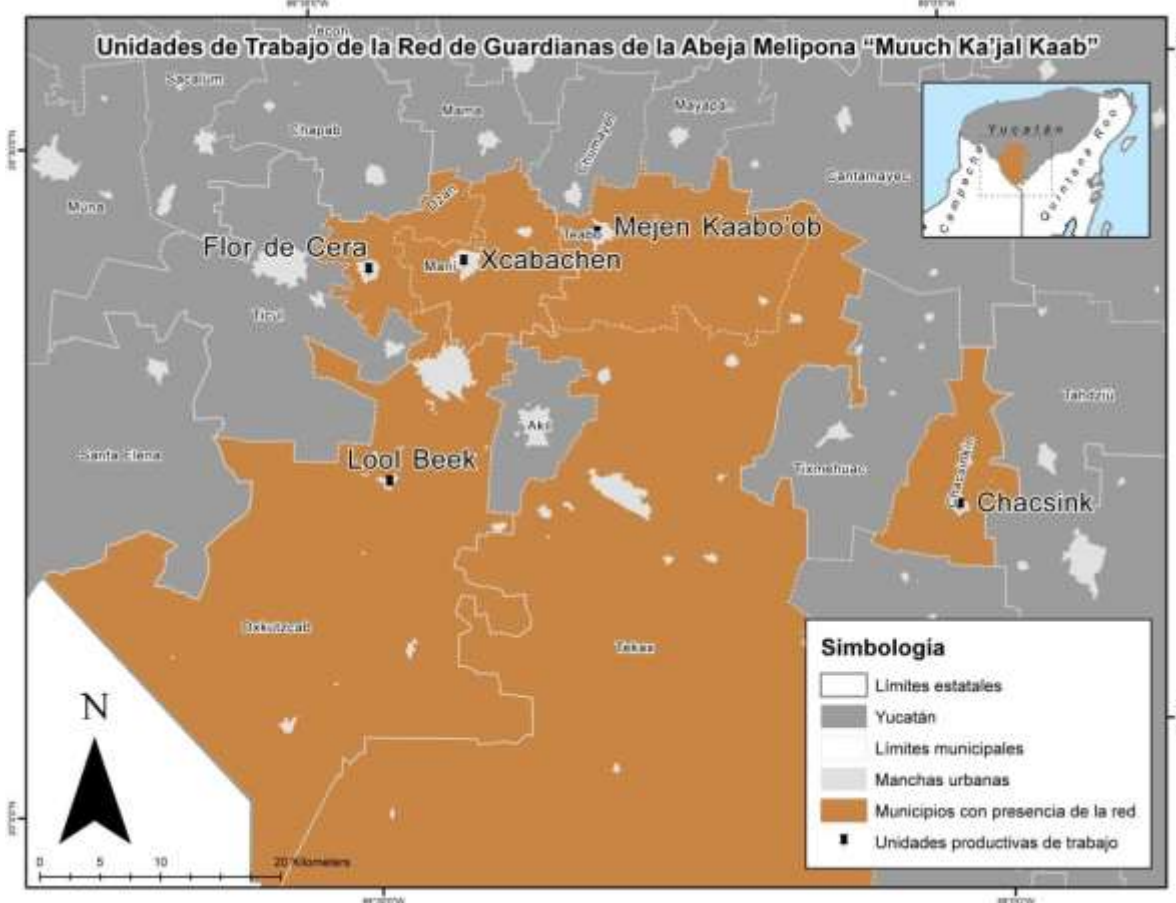 Unidades de Trabajo de la Red de Guardianas de la Abeja Melipona “Muuch Ka’jal Kaab”
Sacalum
Mama
Mayapán
Chapab
Chumayel
Yucatán
Campeche
Quintana Roo
Cantamayec
Muna
Dzan
Teabo
Mejen Kaabo’ob
Flor de Cera
Maní
Xcabachen
Ticul
Tahdziú
Akil
Santa Elena
Lool Beek
Tixmehuac
Chacsinkín
Chacsink
Oxkutzcab
Tekax
Simbología
Límites estatales
Yucatán
Límites municipales
Manchas urbanas
Municipios con presencia de la red
Unidades productivas de trabajo
N
0 5 10 20 Kilometers